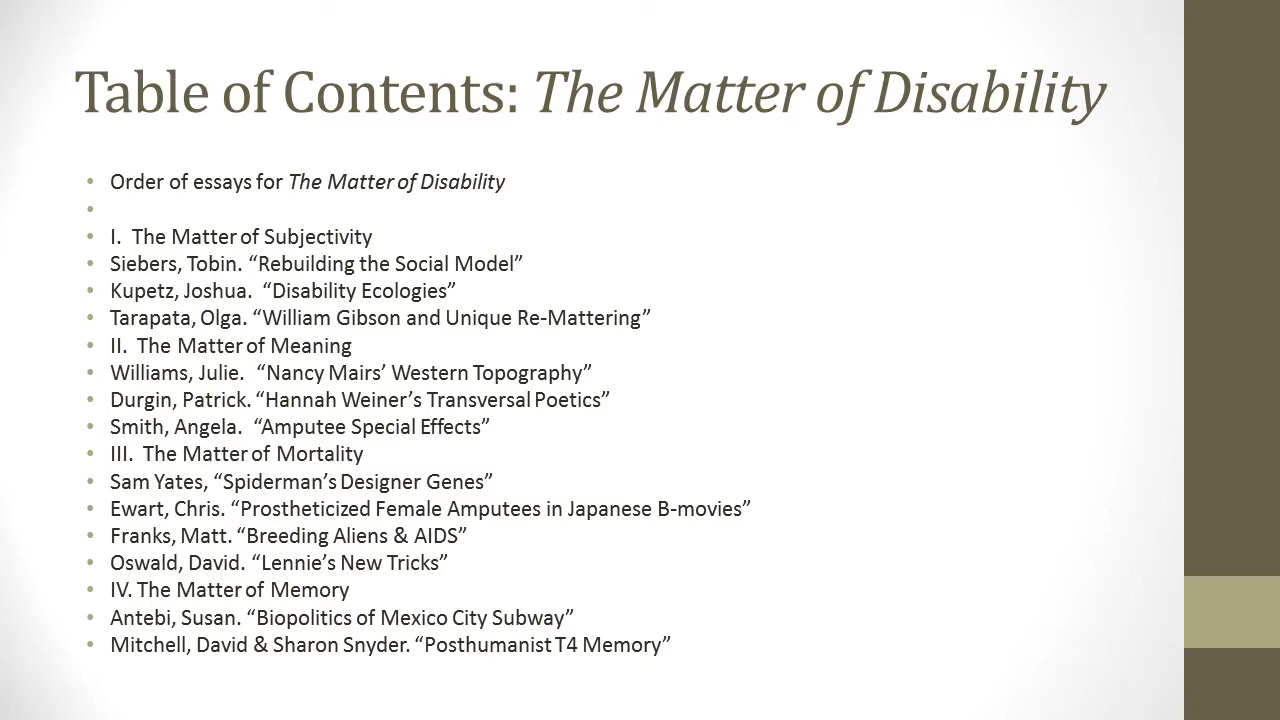 Table of Contents: The Matter of Disability
• Order of essays for The Matter of Disability
•
• I.  The Matter of Subjectivity
• Siebers, Tobin. “Rebuilding the Social Model”
• Kupetz, Joshua.  “Disability Ecologies”
• Tarapata, Olga. “William Gibson and Unique Re-Mattering”
• II.  The Matter of Meaning
• Williams, Julie.  “Nancy Mairs’ Western Topography”
• Durgin, Patrick. “Hannah Weiner’s Transversal Poetics”
• Smith, Angela.  “Amputee Special Effects”
• III.  The Matter of Mortality
• Sam Yates, “Spiderman’s Designer Genes”
• Ewart, Chris. “Prostheticized Female Amputees in Japanese B-movies”
• Franks, Matt. “Breeding Aliens & AIDS”
• Oswald, David. “Lennie’s New Tricks”
• IV. The Matter of Memory
• Antebi, Susan. “Biopolitics of Mexico City Subway”
• Mitchell, David & Sharon Snyder. “Posthumanist T4 Memory”